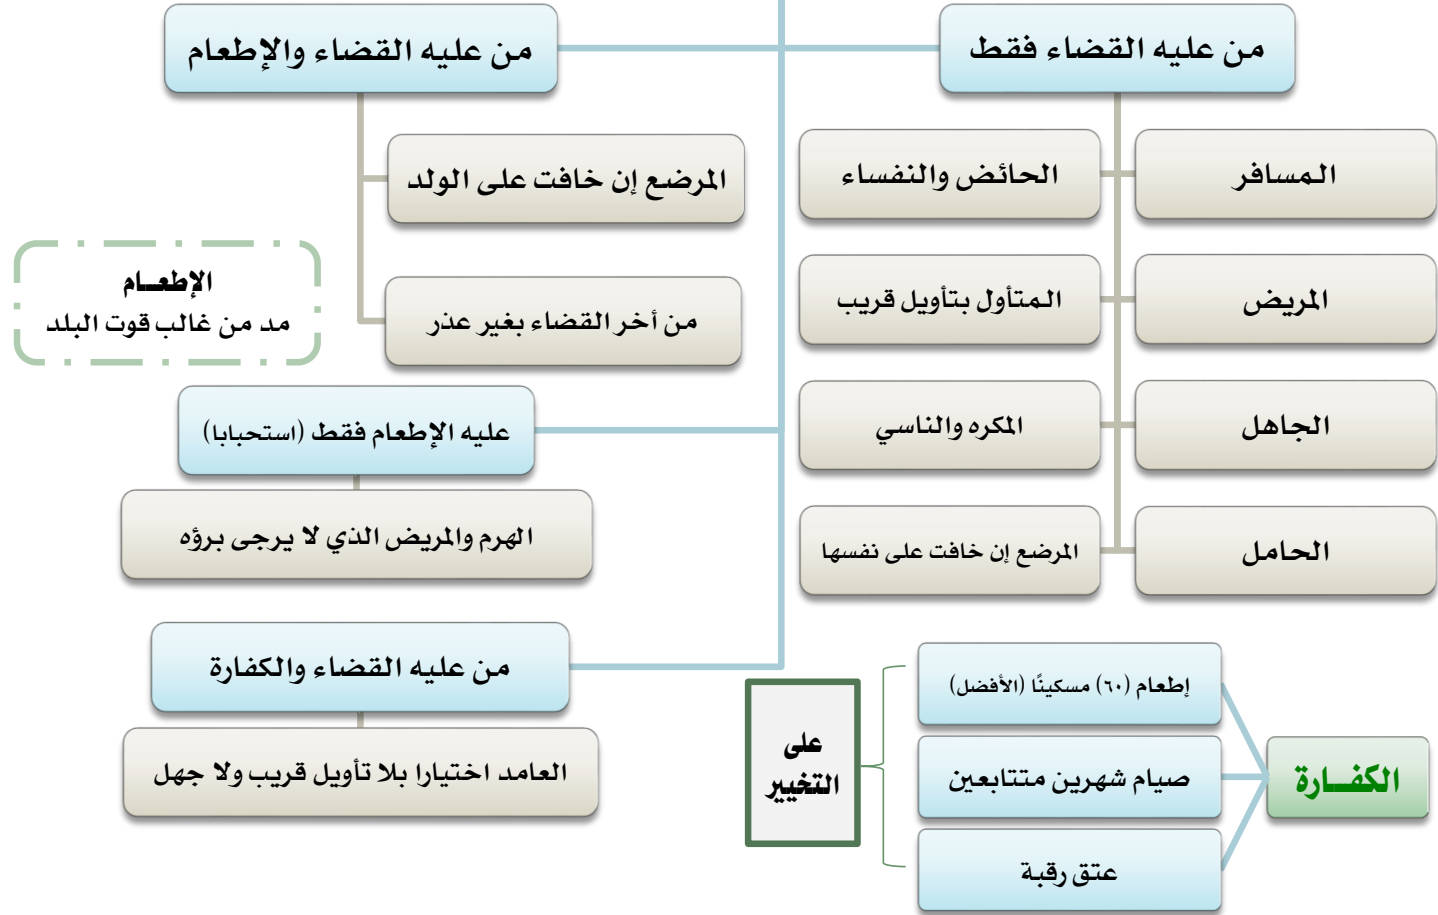 من عليه القضاء فقط
المسافر
الحائض والنفساء
المريض
المتأول بتأويل قريب
الجاهل
المكره والناسي
الحامل
المرضع إن خافت على نفسها
من عليه القضاء والإطعام
المرضع إن خافت على الولد
من أخر القضاء بغير عذر
الإطعـام
مد من غالب قوت البلد
عليه الإطعام فقط (استحبابا)
الهرم والمريض الذي لا يرجى برؤه
من عليه القضاء والكفارة
العامد اختيارا بلا تأويل قريب ولا جهل
الكفـارة
إطعام (٦٠) مسكينًا (الأفضل)
صيام شهرين متتابعين
عتق رقبة
على
التخيير